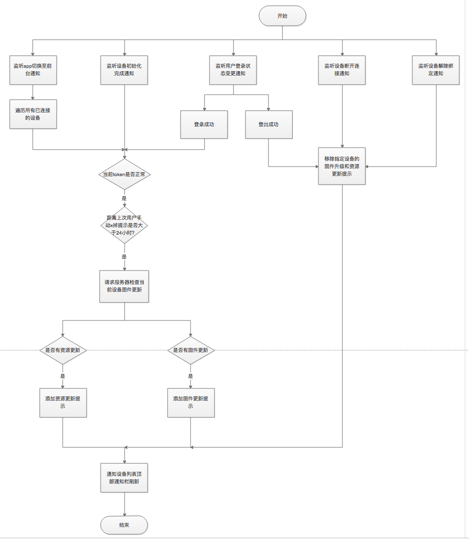 开始
监听app切换至前
台通知
监听设备初始化
完成通知
监听用户登录状
态变更通知
监听设备断开连
接通知
监听设备解除绑
定通知
遍历所有已连接
的设备
登录成功
登出成功
移除指定设备的
固件升级和资源
更新提示
当前token是否正常
是
距离上次用户手
动x掉提示是否大
于24小时?
是
请求服务器检查当
前设备固件更新
是否有资源更新
是否有固件更新
是
是
添加资源更新提
示
添加固件更新提
示
通知设备列表顶
部通知栏刷新
结束